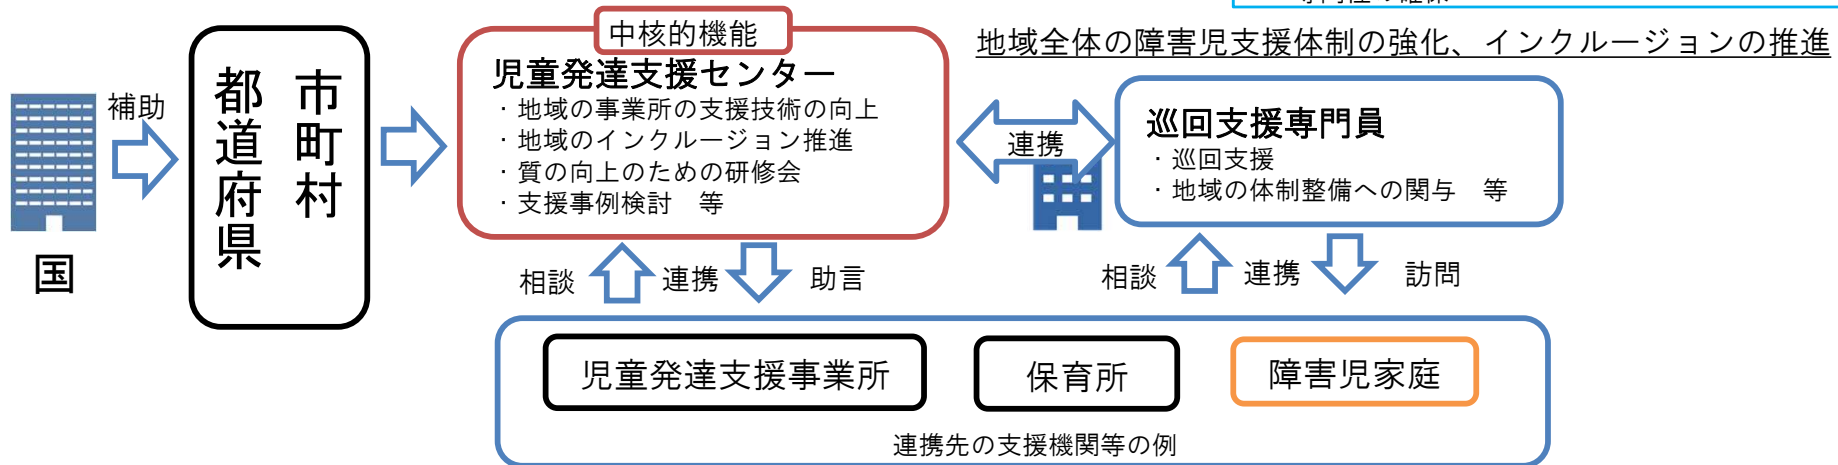 中核的機能
地域全体の障害児支援体制の強化、インクルージョンの推進
国
補助
都道府県
市町村
児童発達支援センター
・地域の事業所の支援技術の向上
・地域のインクルージョン推進
・質の向上のための研修会
・支援事例検討　等
連携
巡回支援専門員
・巡回支援
・地域の体制整備への関与　等
相談
連携
助言
相談
連携
訪問
児童発達支援事業所
保育所
障害児家庭
連携先の支援機関等の例